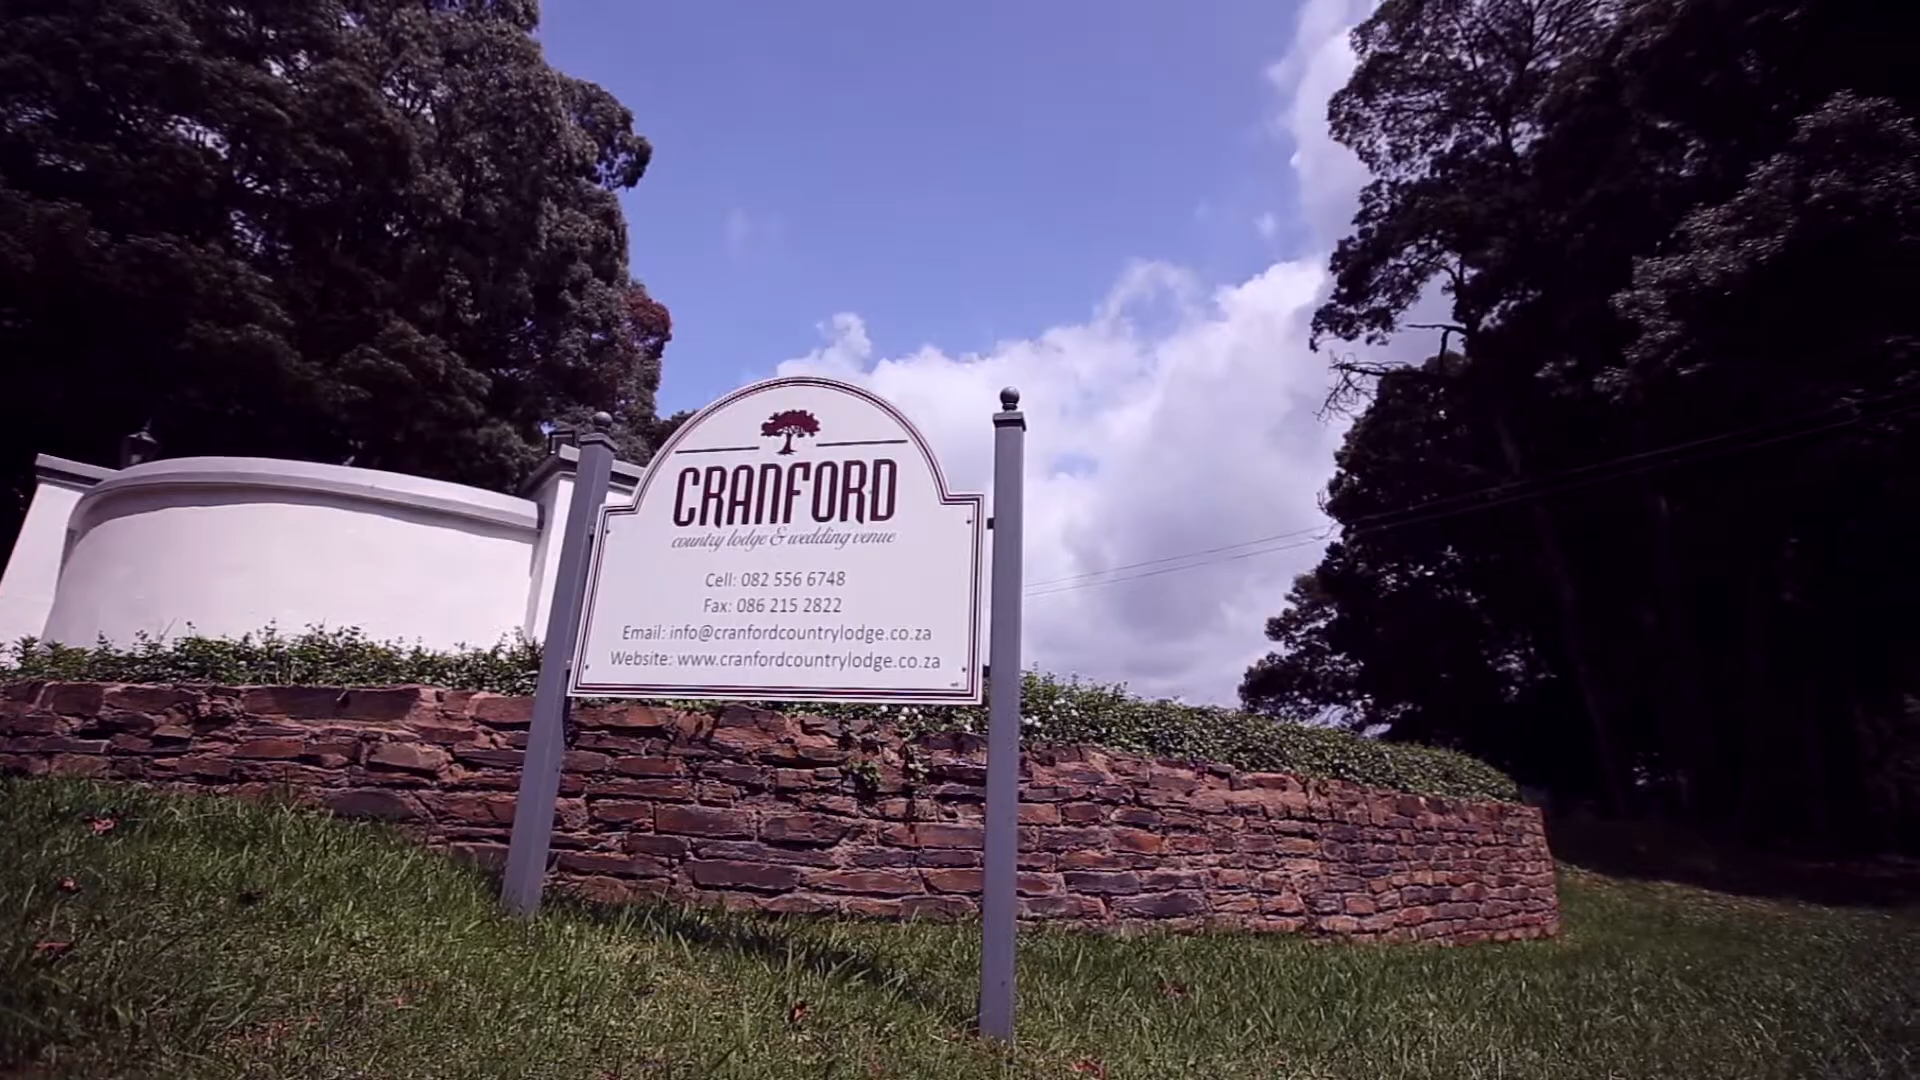 CRANFORD
country lodge & wedding venue
Cell: 082 556 6748
Fax: 086 215 2822
Email: info@cranfordcountrylodge.co.za
Website: www.cranfordcountrylodge.co.za